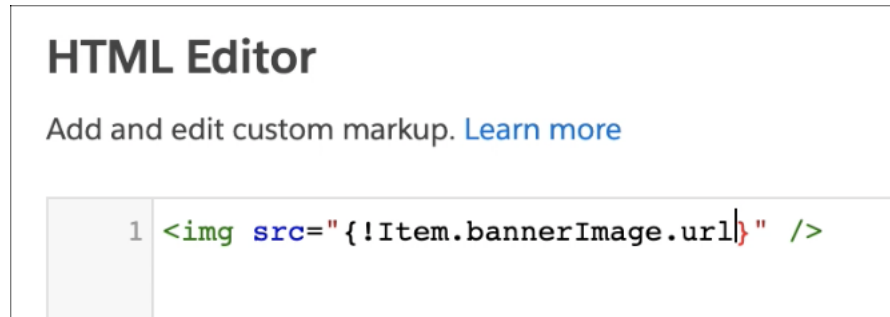 HTML Editor
Add and edit custom markup. Learn more
1 <img src="{!Item.bannerImage.url}" />